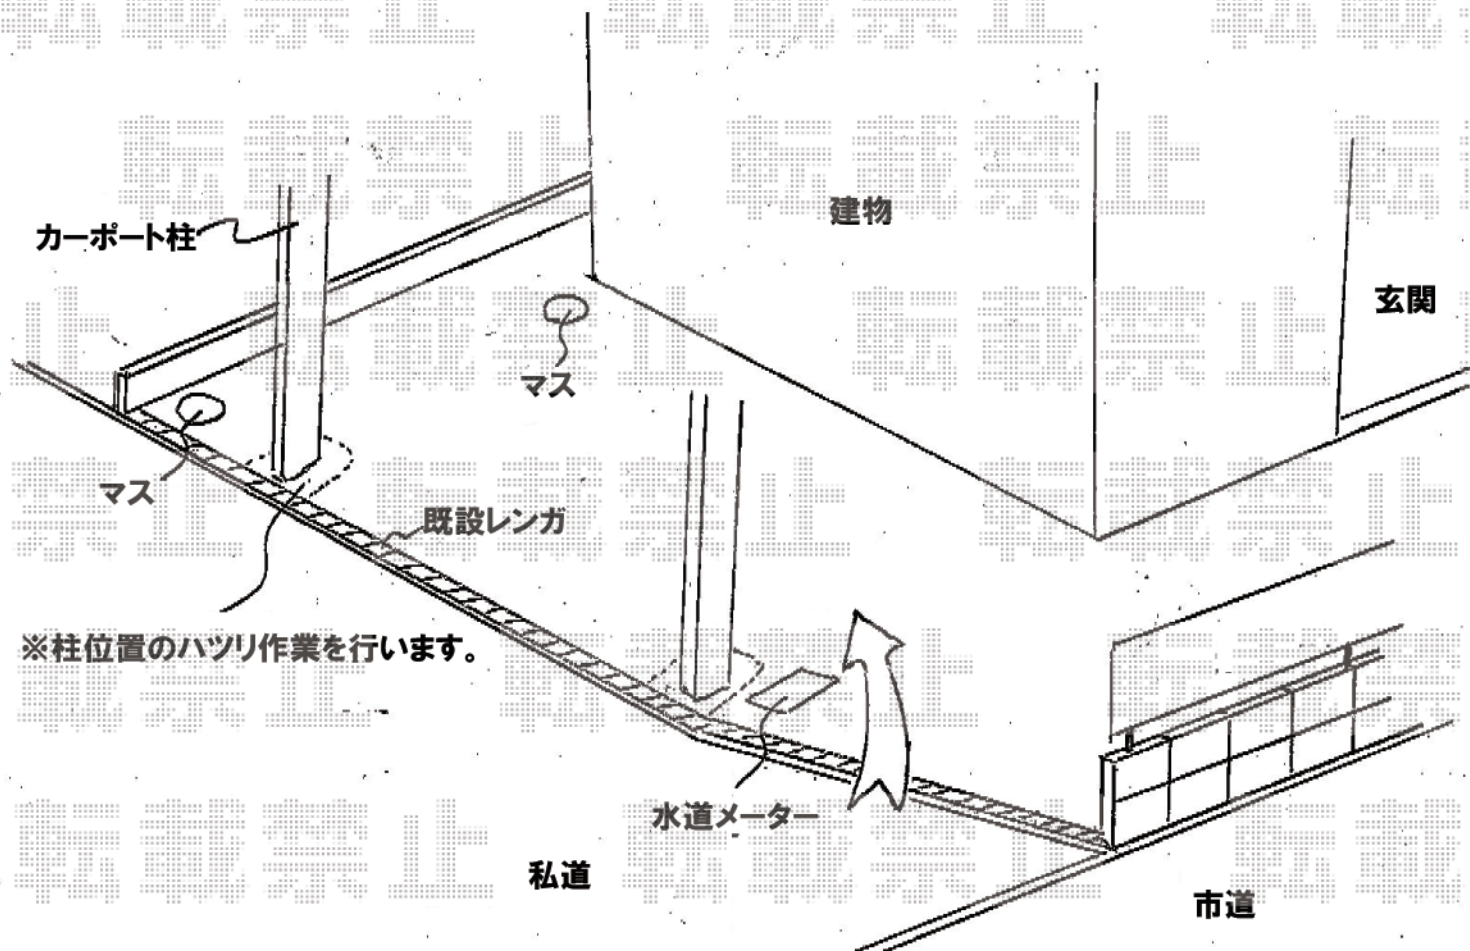 転載禁止
建物
カーポート柱
玄関
マス
マス
既設レンガ
※柱位置のハツリ作業を行います。
水道メーター
私道
市道